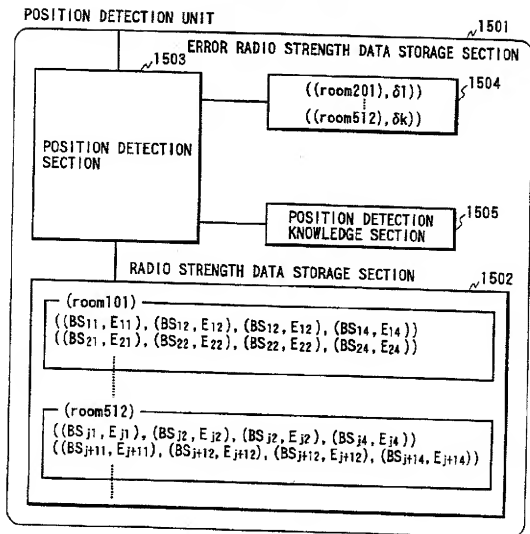 POSITION DETECTION UNIT
1501
ERROR RADIO STRENGTH DATA STORAGE SECTION
1503
POSITION DETECTION
SECTION
((room201), δ1))
((room512), δk))
1504
POSITION DETECTION
KNOWLEDGE SECTION
1505
RADIO STRENGTH DATA STORAGE SECTION
1502
(room101)
((BS11, E11), (BS12, E12), (BS12, E12), (BS14, E14))
((BS21, E21), (BS22, E22), (BS22, E22), (BS24, E24))
(room512)
((BSj1, Ej1), (BSj2, Ej2), (BSj2, Ej2), (BSj4, Ej4))
((BSj+11, Ej+11), (BSj+12, Ej+12), (BSj+12, Ej+12), (BSj+14, Ej+14))